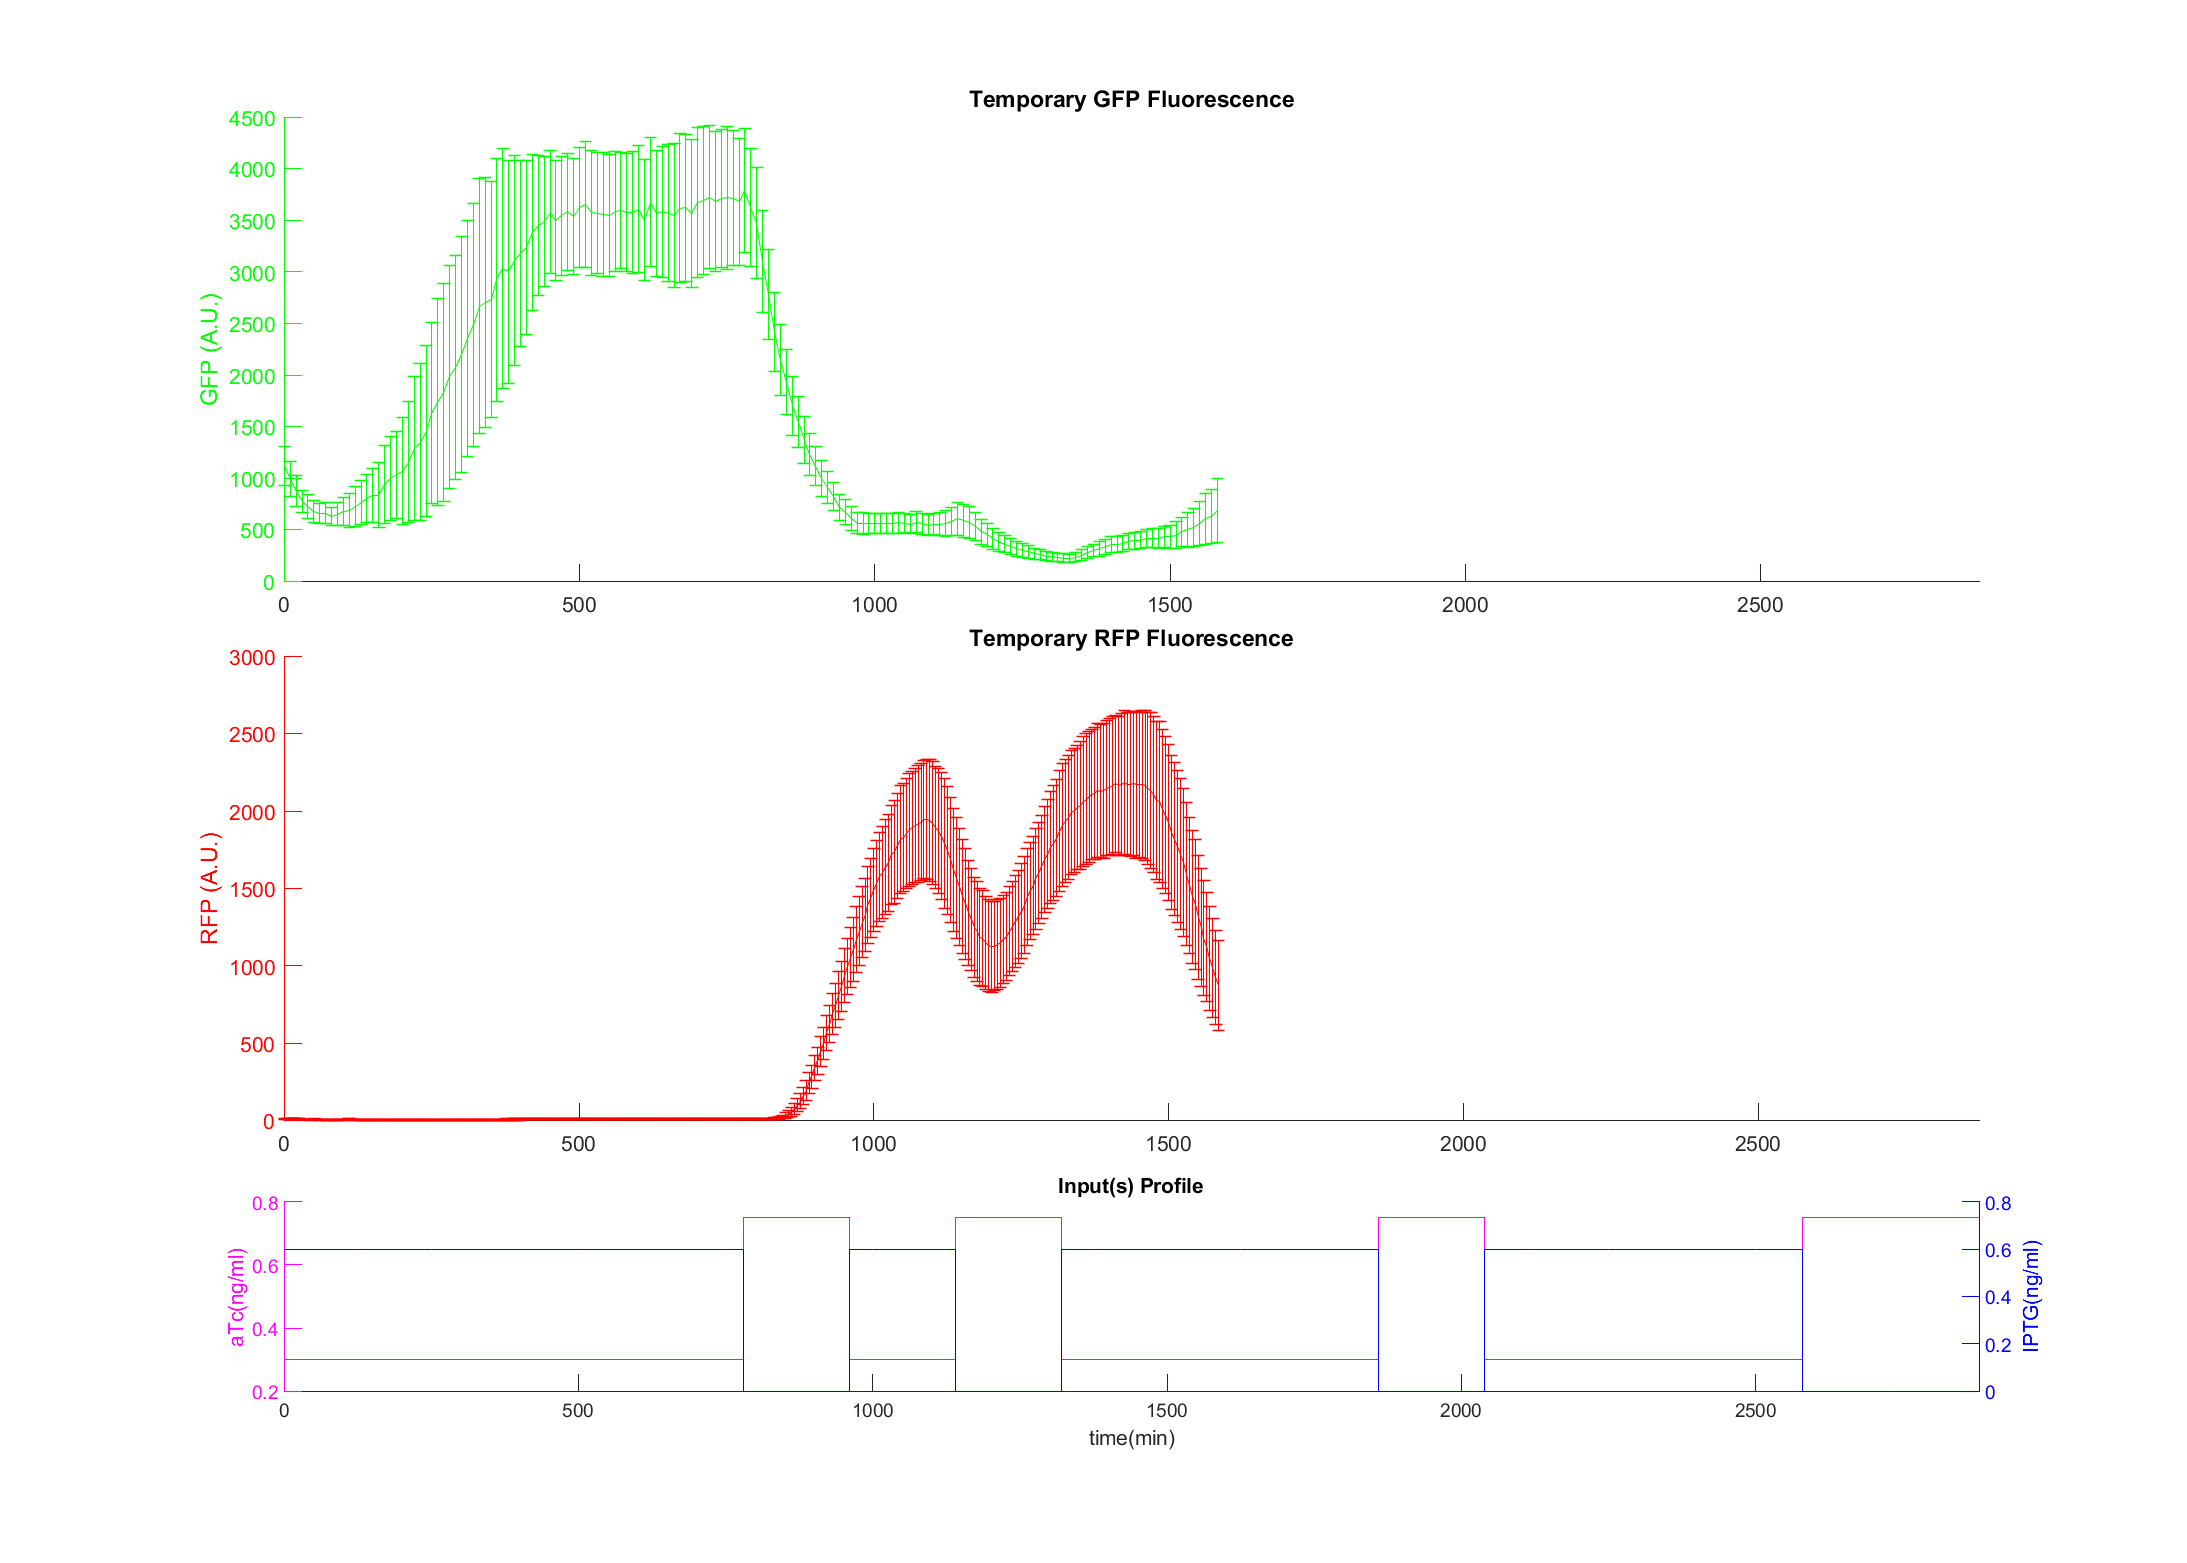 Temporary GFP Fluorescence
4500
4000
3500
3000
2500
2000
1500
1000
500
0
GFP (A.U.)
0 500 1000 1500 2000 2500
Temporary RFP Fluorescence
3000
2500
2000
1500
1000
500
0
RFP (A.U.)
0 500 1000 1500 2000 2500
Input(s) Profile
0.8
0.6
0.4
0.2
aTc(ng/ml)
0.8
0.6
0.4
0.2
0
IPTG(ng/ml)
0 500 1000 1500 2000 2500
time(min)